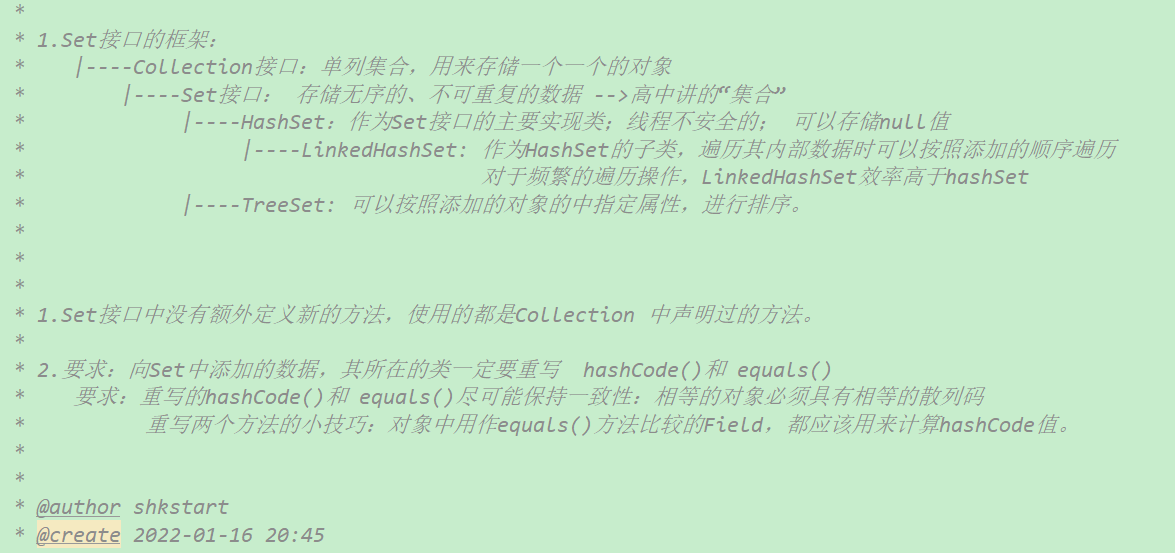 *
* 1.Set接口的框架：
*    |----Collection接口：单列集合，用来存储一个一个的对象
*        |----Set接口： 存储无序的、不可重复的数据 -->高中讲的“集合”
*             |----HashSet：作为Set接口的主要实现类；线程不安全的； 可以存储null值
*                  |----LinkedHashSet: 作为HashSet的子类，遍历其内部数据时可以按照添加的顺序遍历
*                                      对于频繁的遍历操作，LinkedHashSet效率高于hashSet
*             |----TreeSet: 可以按照添加的对象的中指定属性，进行排序。
*
*
*
* 1.Set接口中没有额外定义新的方法，使用的都是Collection 中声明过的方法。
*
* 2.要求：向Set中添加的数据，其所在的类一定要重写  hashCode()和 equals()
*    要求：重写的hashCode()和 equals()尽可能保持一致性：相等的对象必须具有相等的散列码
*          重写两个方法的小技巧：对象中用作equals()方法比较的Field，都应该用来计算hashCode值。
*
*
* @author shkstart
* @create 2022-01-16 20:45